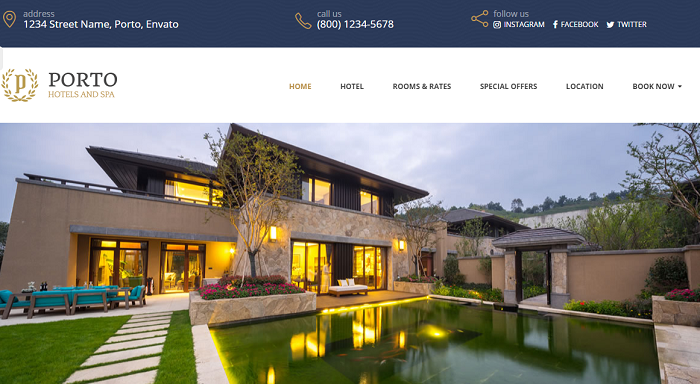 address
1234 Street Name, Porto, Envato
call us
(800) 1234-5678
follow us
INSTAGRAM
FACEBOOK
TWITTER
P
PORTO
HOTELS AND SPA
HOME
HOTEL
ROOMS & RATES
SPECIAL OFFERS
LOCATION
BOOK NOW